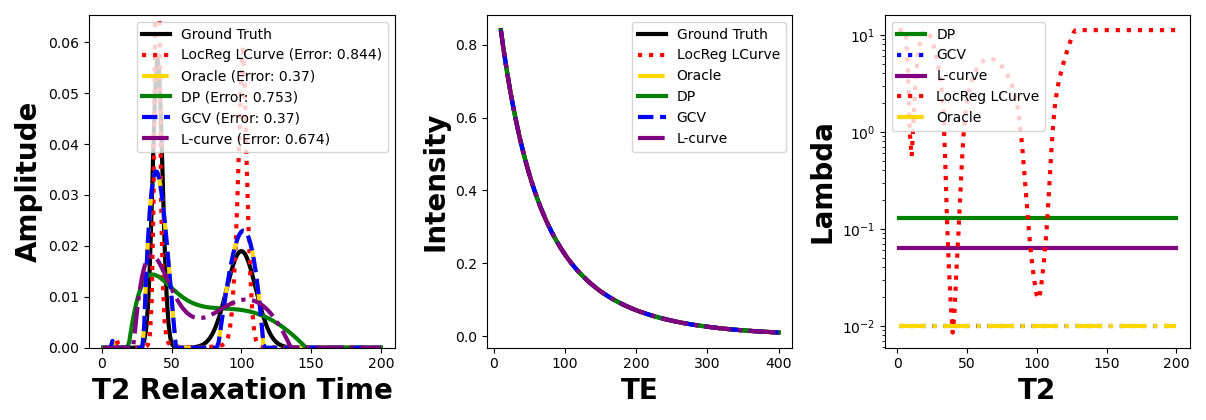 Amplitude
0.06
0.05
0.04
0.03
0.02
0.01
0.00
0
50
100
150
200
T2 Relaxation Time
Ground Truth
LocReg LCurve (Error: 0.844)
Oracle (Error: 0.37)
DP (Error: 0.753)
GCV (Error: 0.37)
L-curve (Error: 0.674)
Intensity
0.8
0.6
0.4
0.2
0.0
0
100
200
300
400
TE
Ground Truth
LocReg LCurve
Oracle
DP
GCV
L-curve
Lambda
10¹
10⁰
10⁻¹
10⁻²
0
50
100
150
200
T2
DP
GCV
L-curve
LocReg LCurve
Oracle